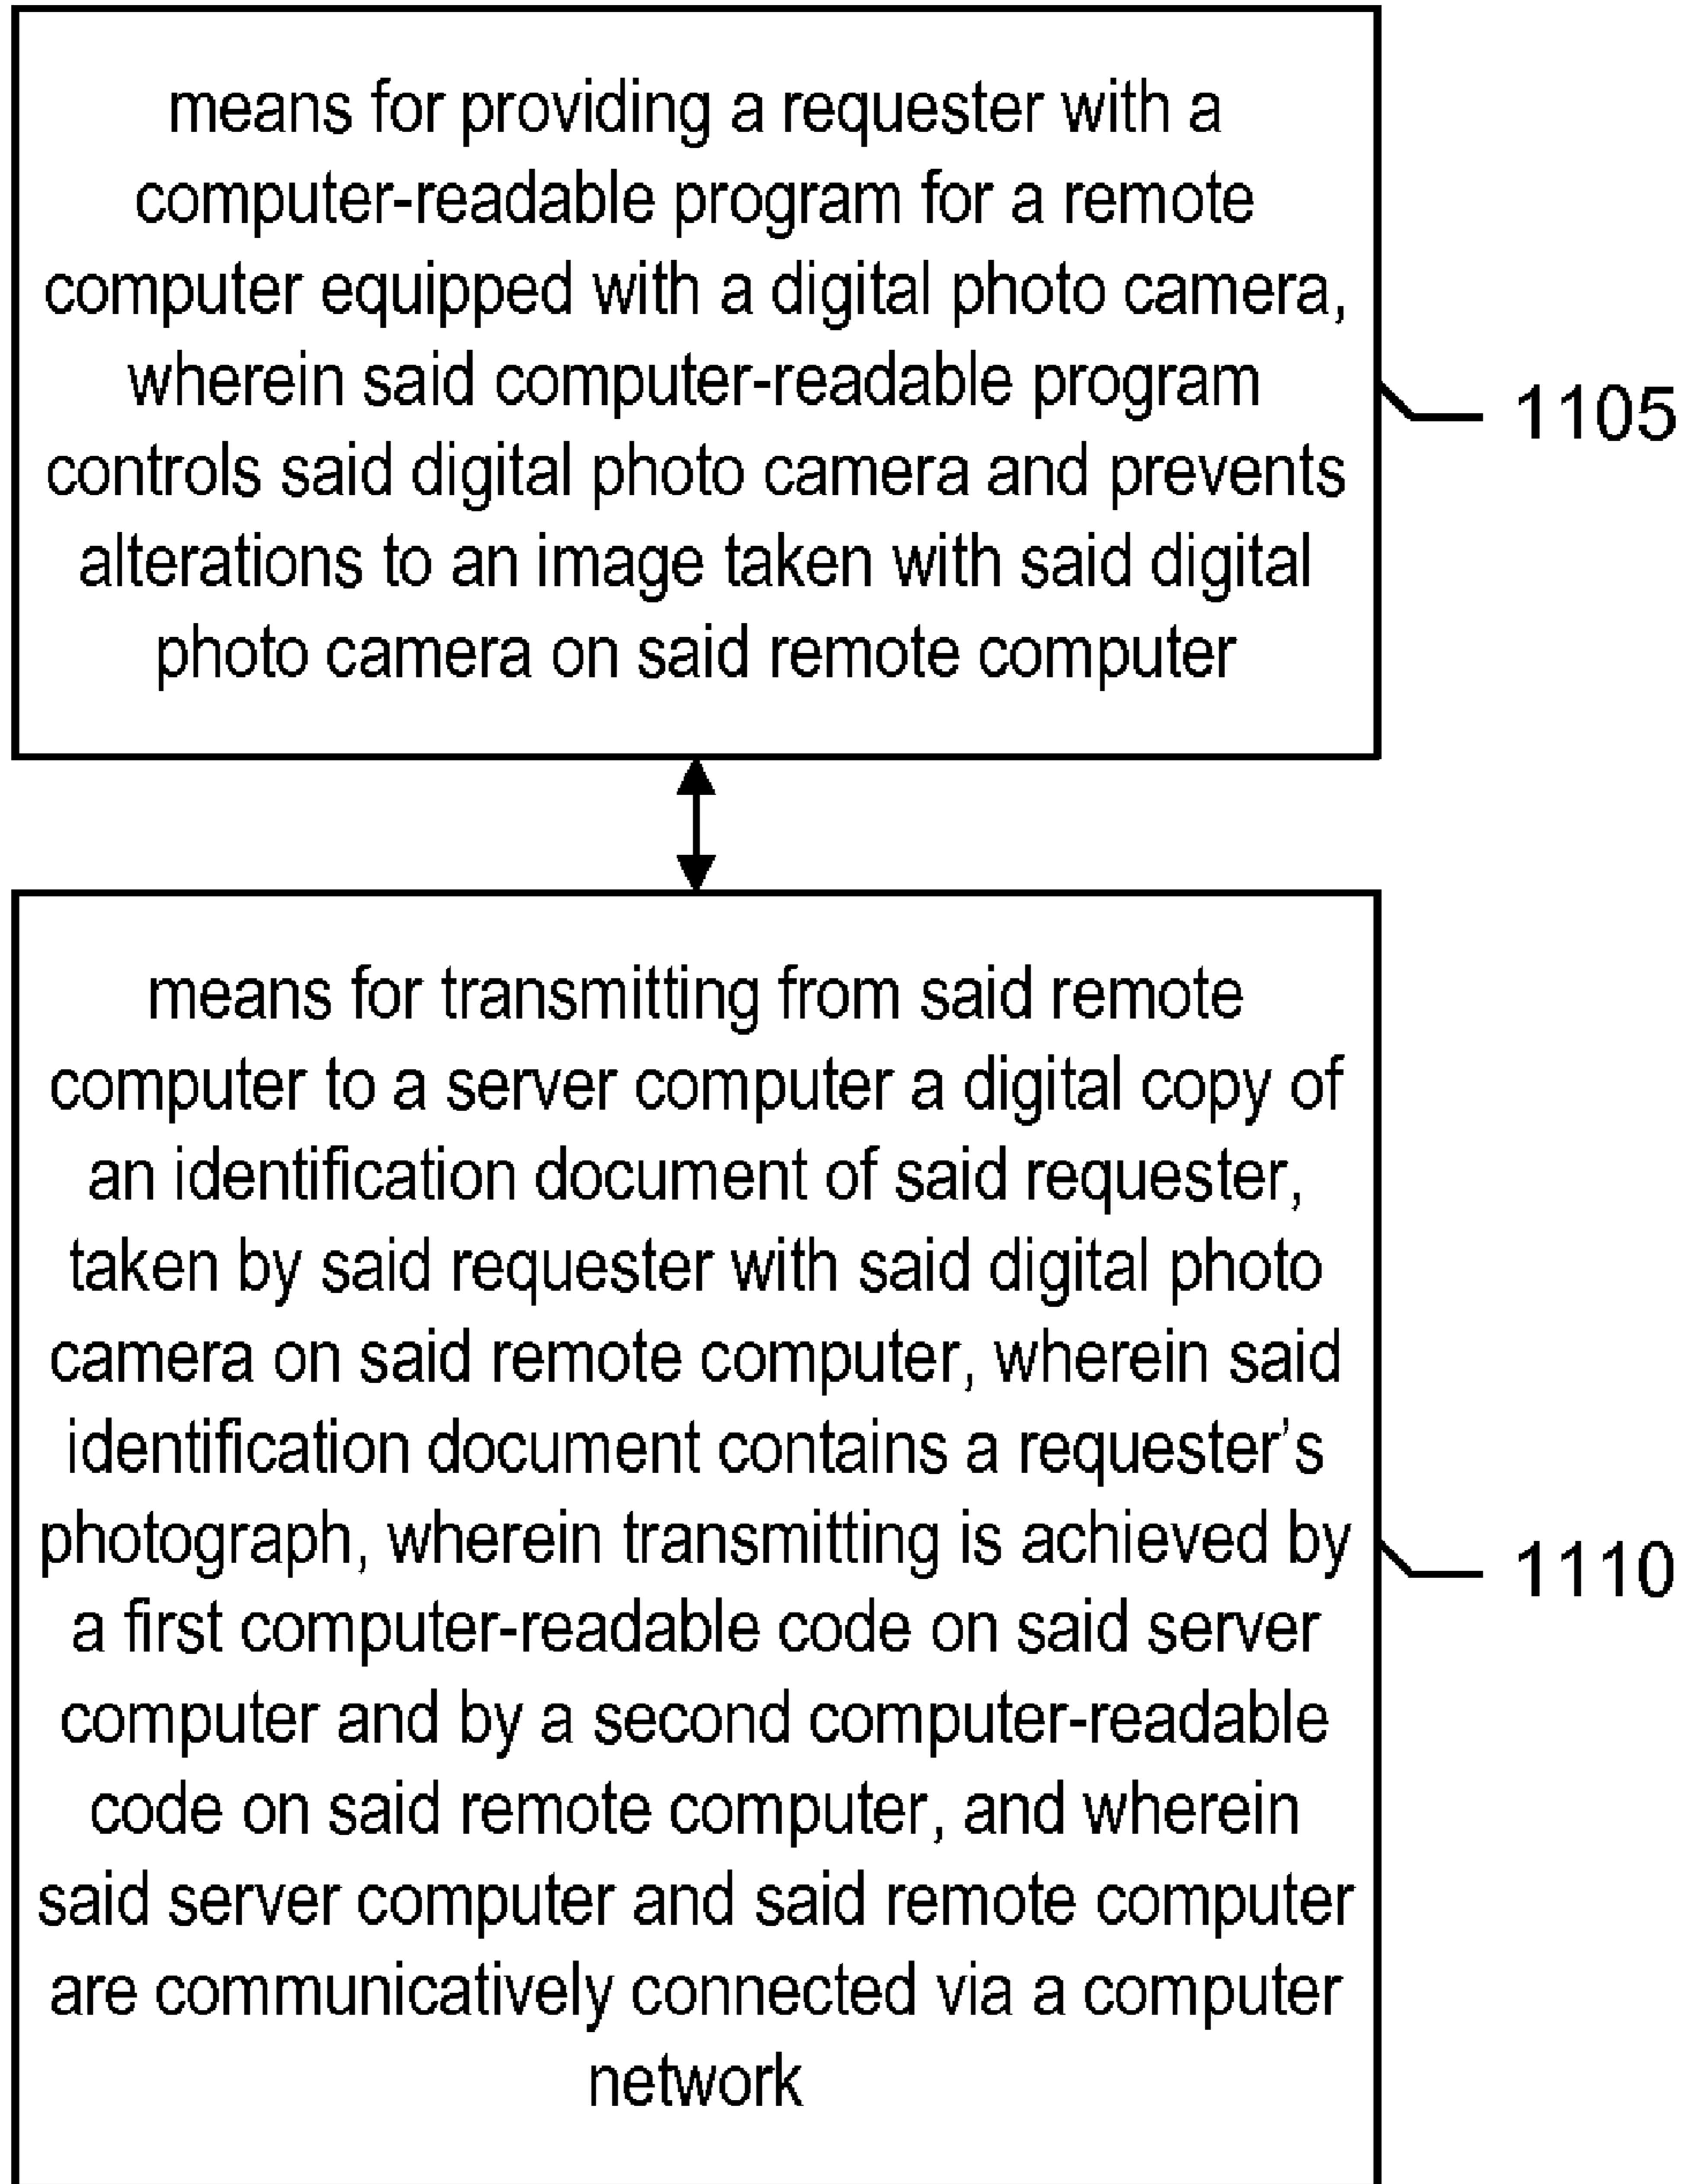 means for providing a requester with a
computer-readable program for a remote
computer equipped with a digital photo camera,
wherein said computer-readable program
controls said digital photo camera and prevents
alterations to an image taken with said digital
photo camera on said remote computer
1105
means for transmitting from said remote
computer to a server computer a digital copy of
an identification document of said requester,
taken by said requester with said digital photo
camera on said remote computer, wherein said
identification document contains a requester’s
photograph, wherein transmitting is achieved by
a first computer-readable code on said server
computer and by a second computer-readable
code on said remote computer, and wherein
said server computer and said remote computer
are communicatively connected via a computer
network
1110